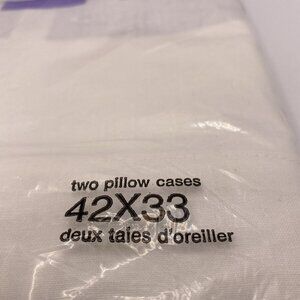 two pillow cases
42X33
deux taies d'oreiller